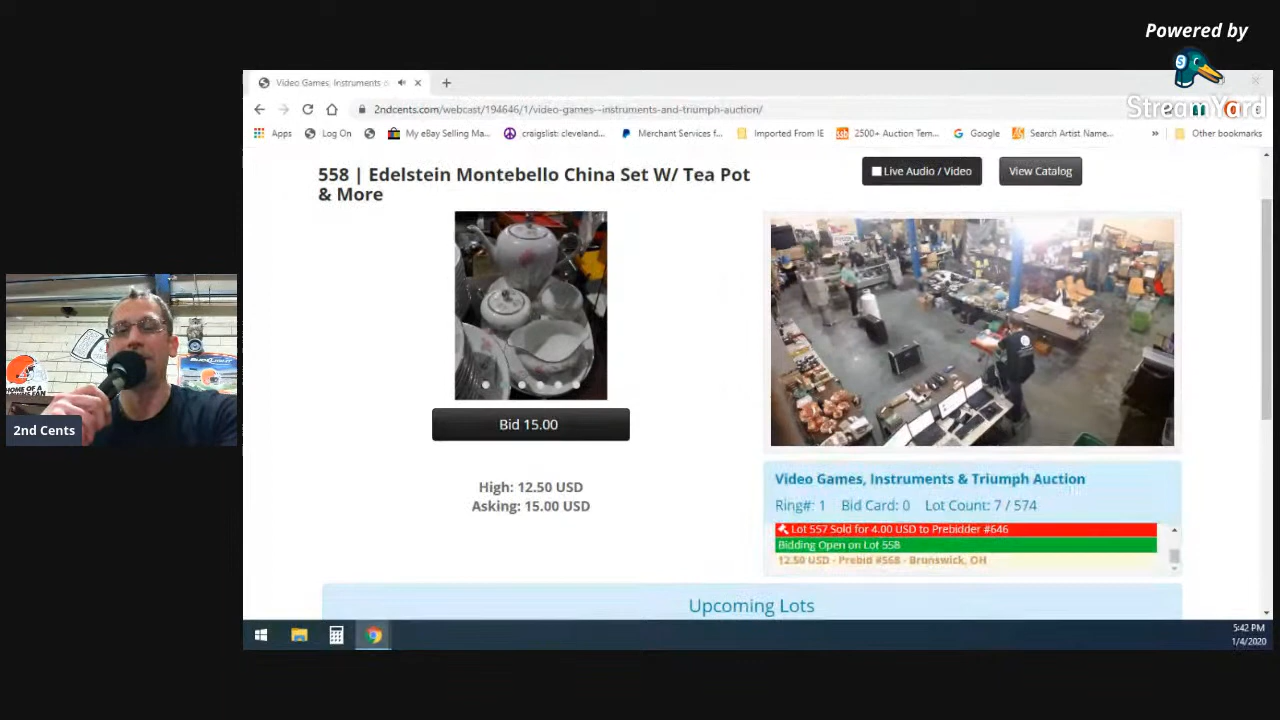 Powered by
StreamYard
Video Games, Instruments &
2ndcents.com/webcast/194646/1/video-games--instruments-and-triumph-auction/
Apps
Log On
My eBay Selling Ma...
craigslist: cleveland...
Merchant Services f...
Imported From IE
2500+ Auction Tem...
Google
Search Artist Name...
»
Other bookmarks
558 | Edelstein Montebello China Set W/ Tea Pot
& More
Live Audio / Video
View Catalog
Bid 15.00
High: 12.50 USD
Asking: 15.00 USD
Video Games, Instruments & Triumph Auction
Ring#: 1 Bid Card: 0 Lot Count: 7 / 574
Lot 557 Sold for 4.00 USD to Prebidder #646
Bidding Open on Lot 558
12.50 USD - Prebid #568 - Brunswick, OH
Upcoming Lots
HOME OF A
2nd Cents
5:42 PM
1/4/2020